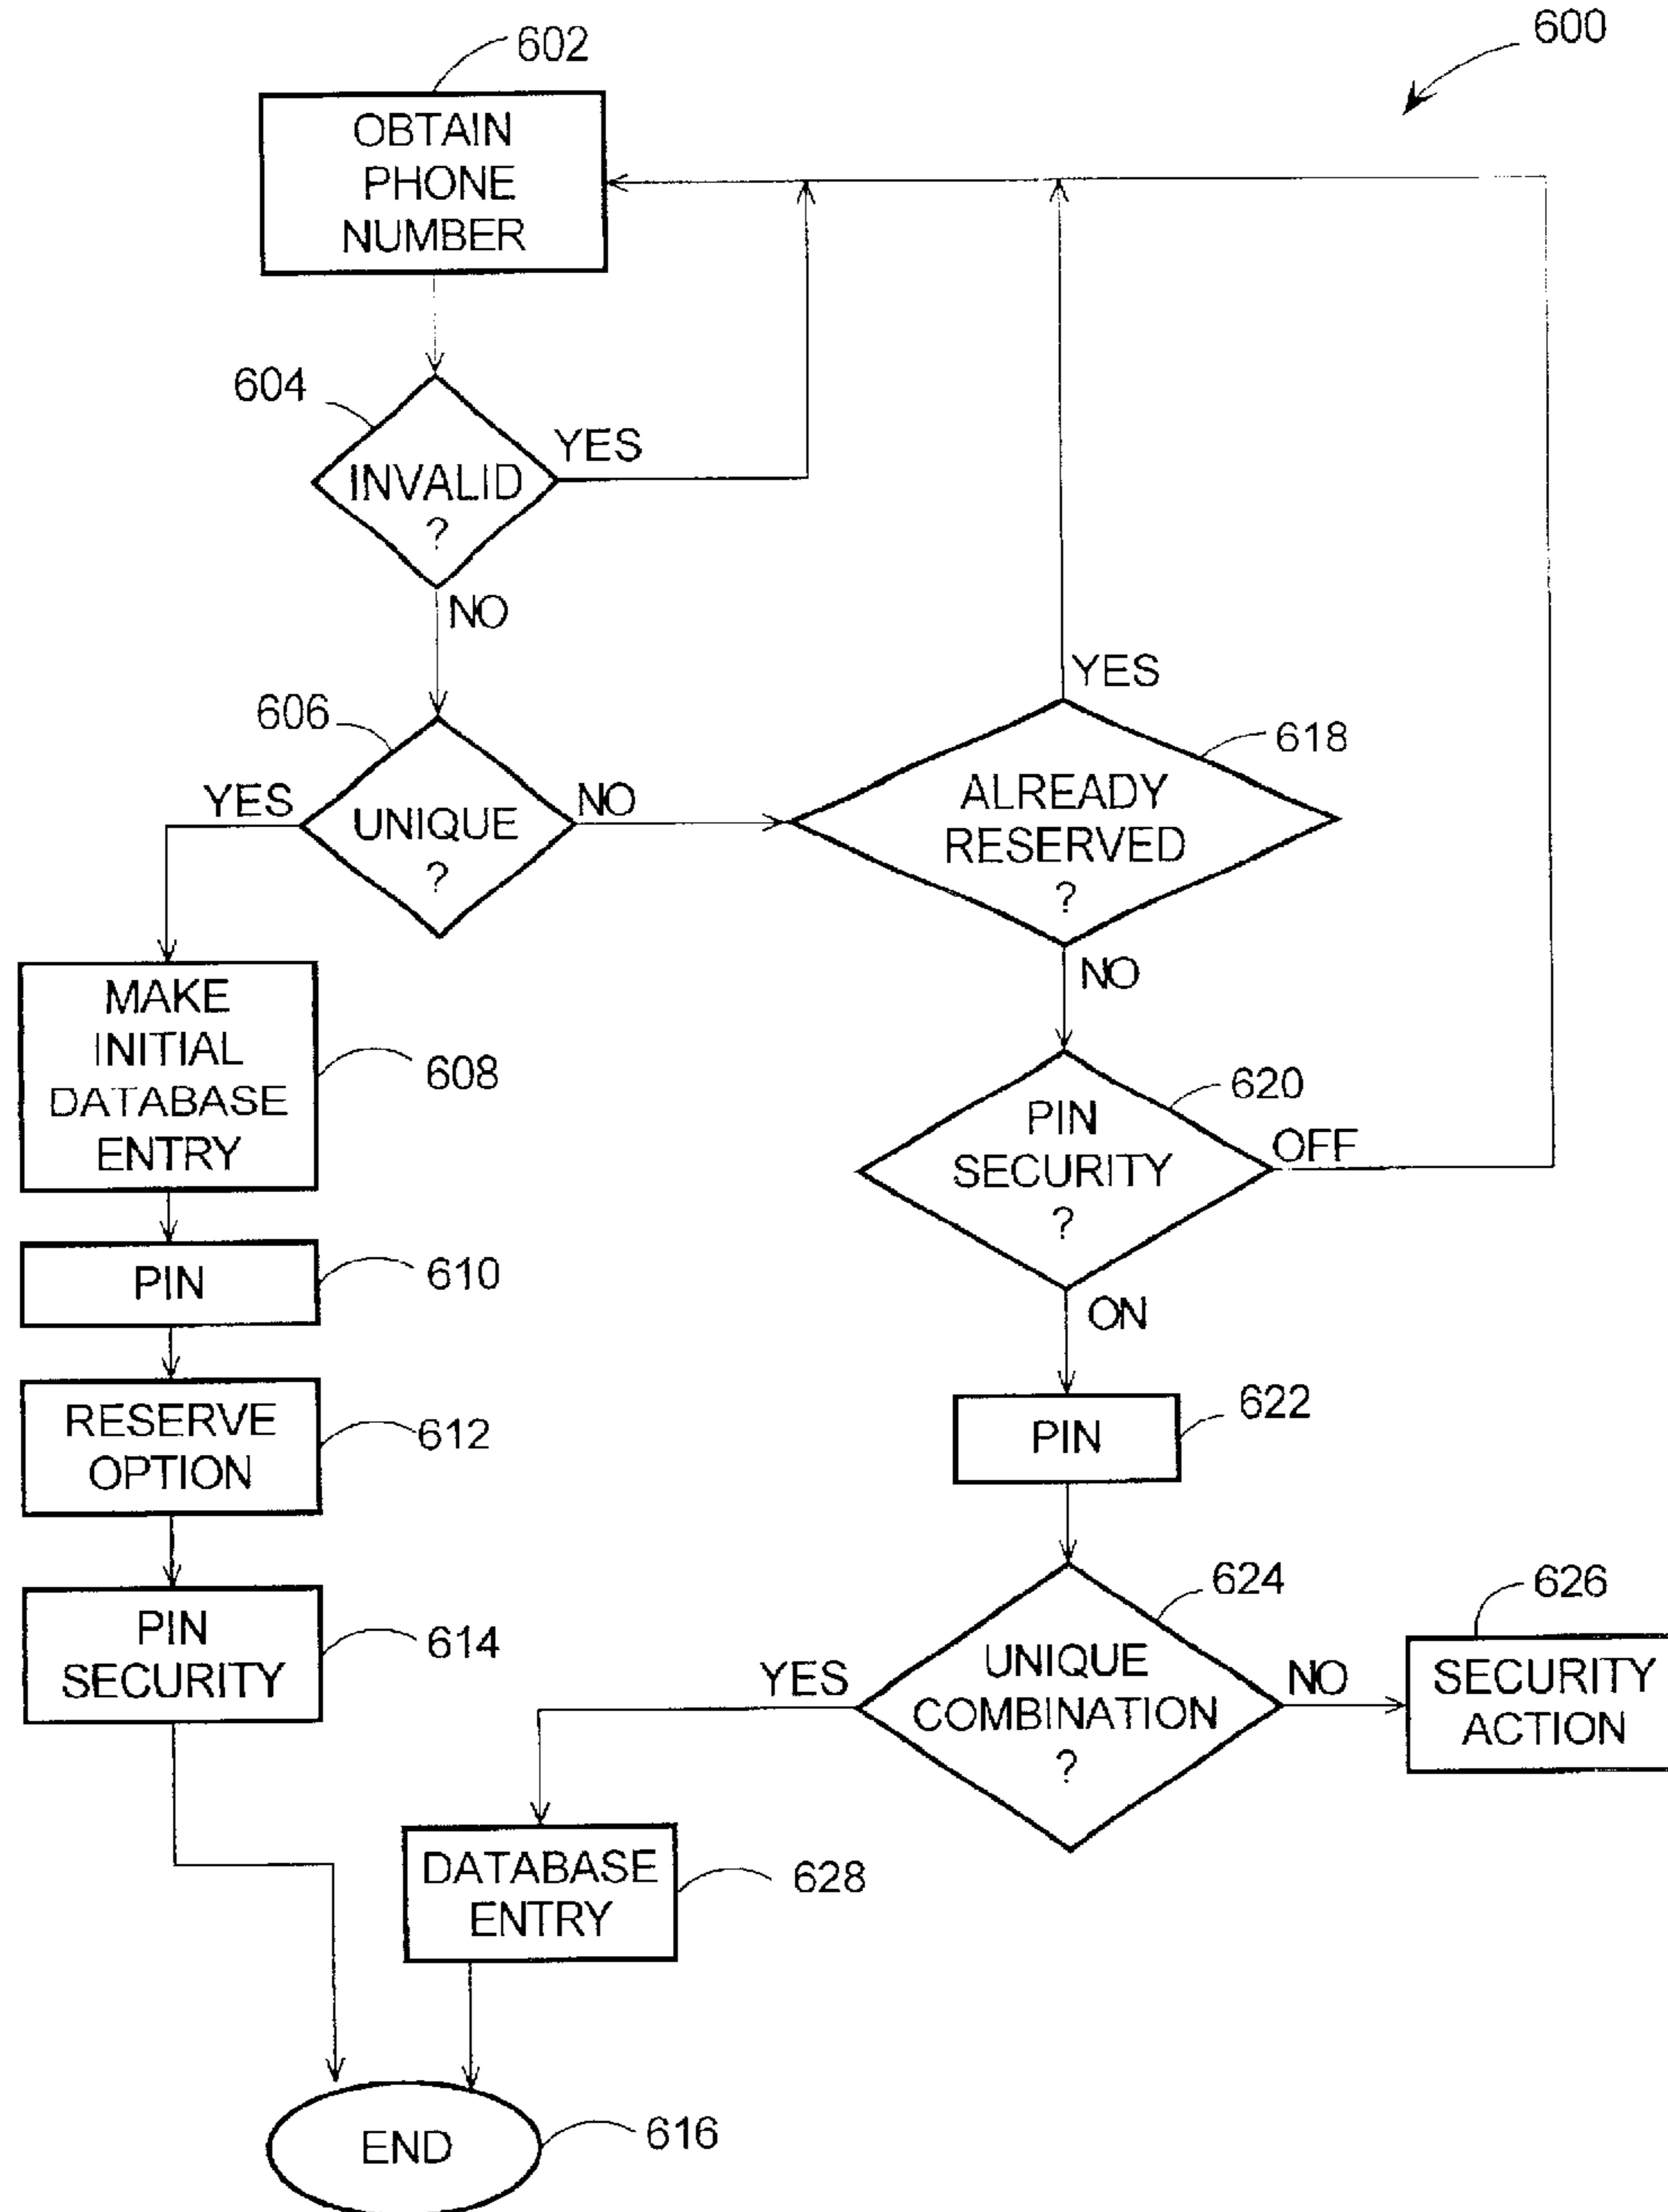 600
602
OBTAIN
PHONE
NUMBER
604
INVALID
?
YES
NO
606
UNIQUE
?
YES
NO
618
ALREADY
RESERVED
?
YES
NO
MAKE
INITIAL
DATABASE
ENTRY
608
620
PIN
SECURITY
?
OFF
ON
PIN
610
RESERVE
OPTION
612
PIN
622
PIN
SECURITY
614
624
UNIQUE
COMBINATION
?
YES
NO
626
SECURITY
ACTION
DATABASE
ENTRY
628
END
616